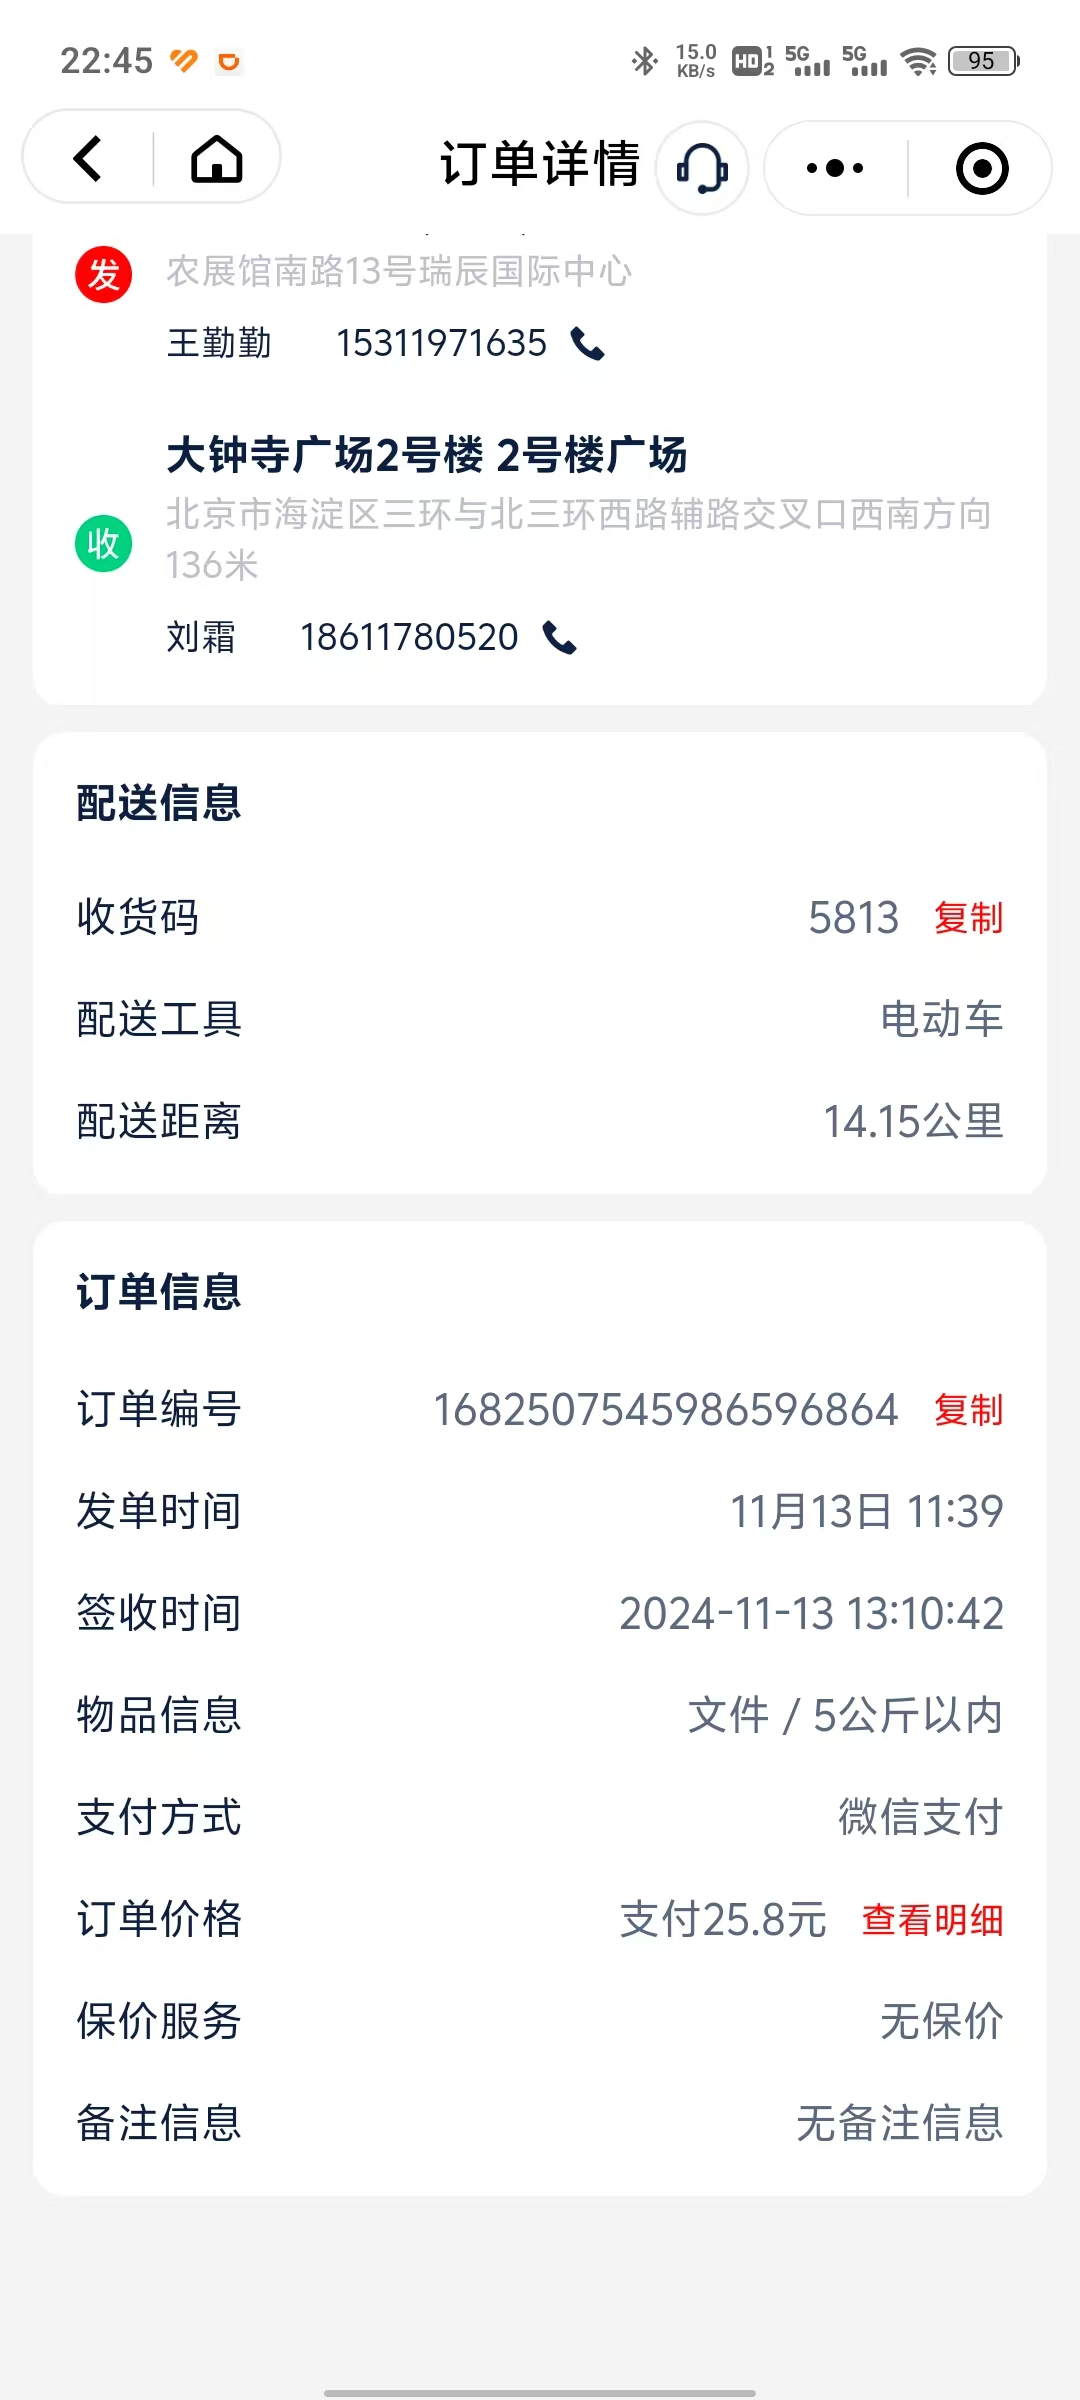 22:45
15.0 KB/s HD 1 2 5G 5G 95
订单详情
发
农展馆南路13号瑞辰国际中心
王勤勤 15311971635
大钟寺广场2号楼 2号楼广场
收
北京市海淀区三环与北三环西路辅路交叉口西南方向
136米
刘霜 18611780520
配送信息
收货码 5813 复制
配送工具 电动车
配送距离 14.15公里
订单信息
订单编号 1682507545986596864 复制
发单时间 11月13日 11:39
签收时间 2024-11-13 13:10:42
物品信息 文件 / 5公斤以内
支付方式 微信支付
订单价格 支付25.8元 查看明细
保价服务 无保价
备注信息 无备注信息